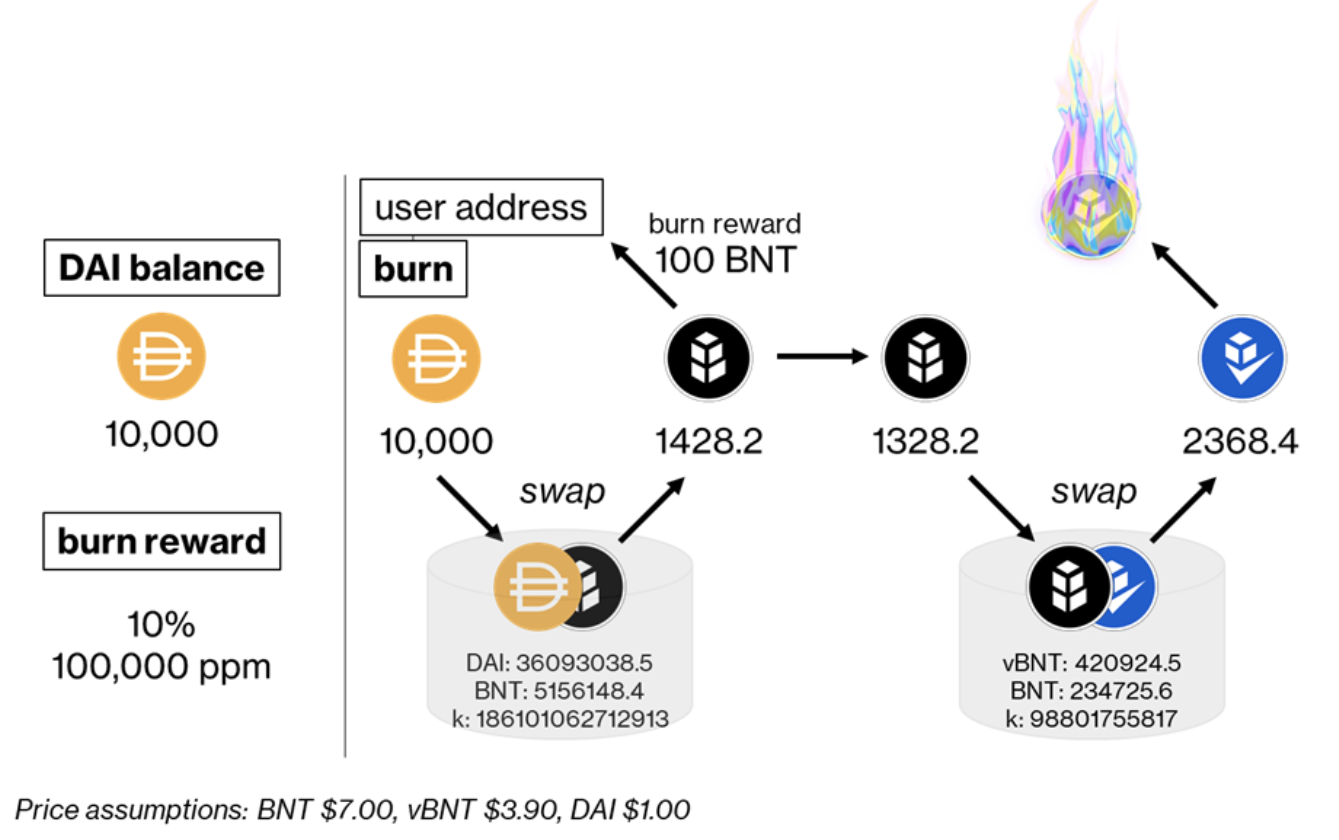 DAI balance
10,000
burn reward
10%
100,000 ppm
user address
burn
burn reward
100 BNT
10,000
1428.2
1328.2
2368.4
swap
swap
DAI: 36093038.5
BNT: 5156148.4
k: 186101062712913
vBNT: 420924.5
BNT: 234725.6
k: 98801755817
Price assumptions: BNT $7.00, vBNT $3.90, DAI $1.00